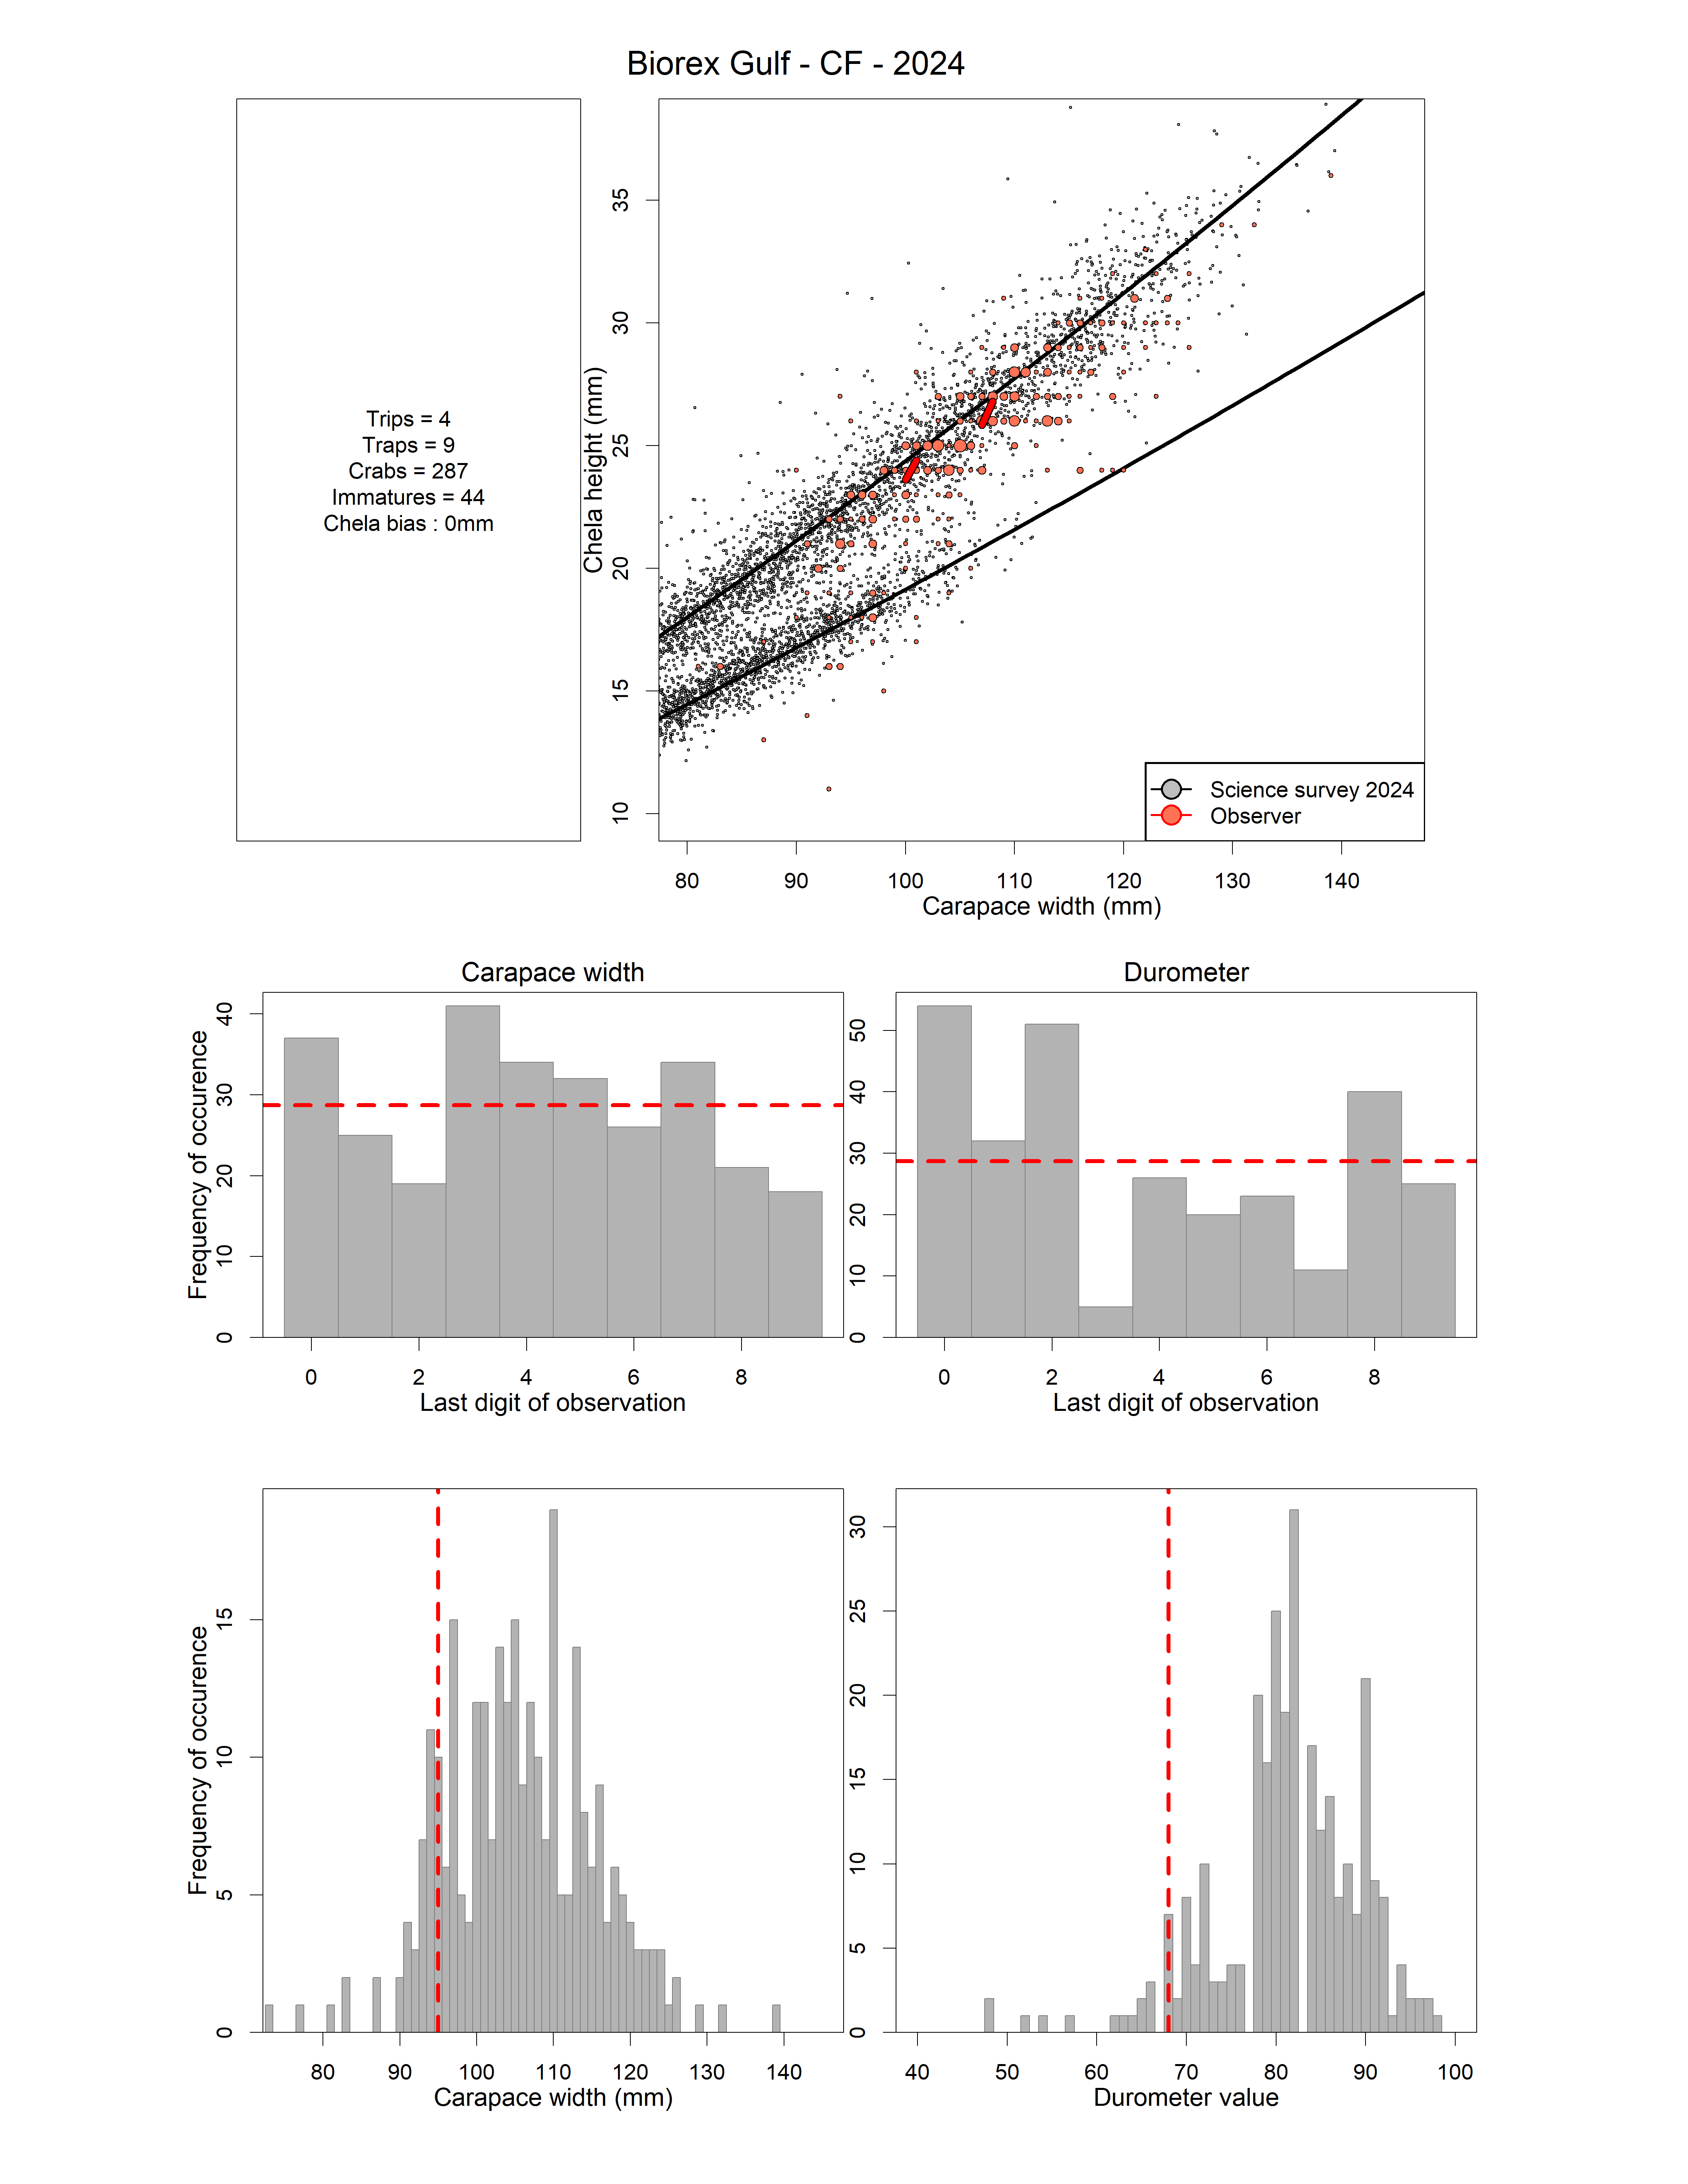 Biorex Gulf - CF - 2024
Trips = 4
Traps = 9
Crabs = 287
Immatures = 44
Chela bias : 0mm
Chela height (mm)
35
30
25
20
15
10
Science survey 2024
Observer
80 90 100 110 120 130 140
Carapace width (mm)
Carapace width
Frequency of occurence
40
30
20
10
0
0 2 4 6 8
Last digit of observation
Durometer
50
40
30
20
10
0
0 2 4 6 8
Last digit of observation
Frequency of occurence
15
10
5
0
80 90 100 110 120 130 140
Carapace width (mm)
30
25
20
15
10
5
0
40 50 60 70 80 90 100
Durometer value